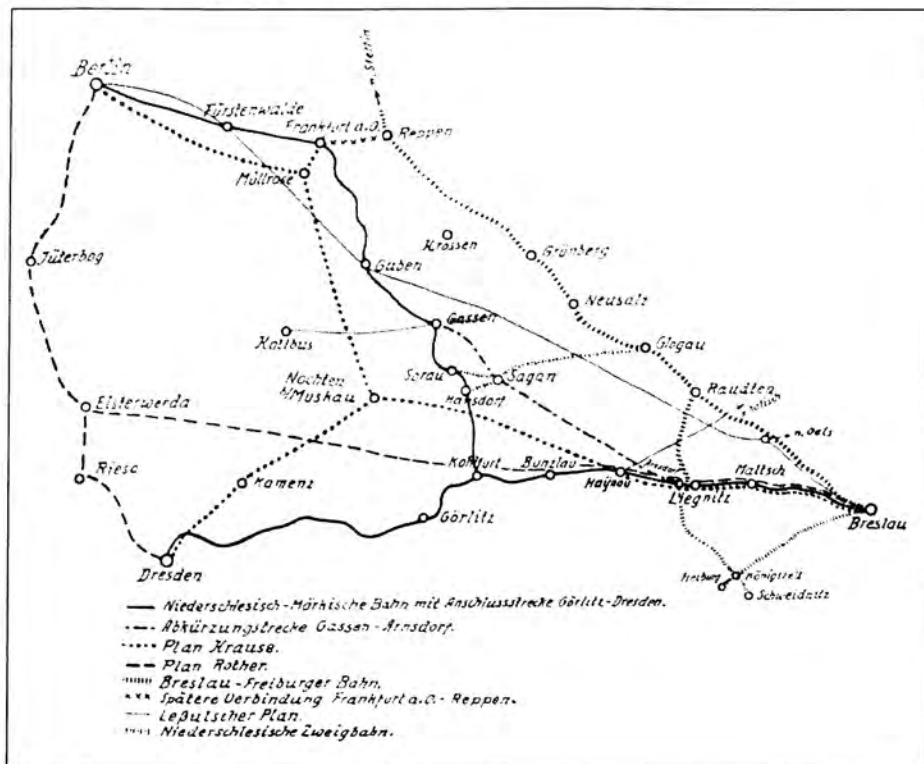 n. Stettin
Berlin
Fürstenwalde
Frankfurt a.O.
Reppen
Müllrose
Krossen
Grünberg
Jüterbog
Guben
Neusalz
Gassen
Kottbus
Glogau
Sorau
Sagan
Raudten
Nochten
b/Muskau
Hansdorf
Elsterwerda
n. Oels
Kohlfurt
Bunzlau
Arnsdorf
Maltsch
Riesa
Kamenz
Haynau
Liegnitz
Breslau
Görlitz
Dresden
Freiburg
Königszelt
Schweidnitz
Niederschlesisch-Märkische Bahn mit Anschlussstrecke Görlitz-Dresden.
Abkürzungstrecke Gassen-Arnsdorf.
Plan Krause.
Plan Rother.
Breslau-Freiburger Bahn.
Spätere Verbindung Frankfurt a.O.-Reppen.
Leßulscher Plan.
Niederschlesische Zweigbahn.